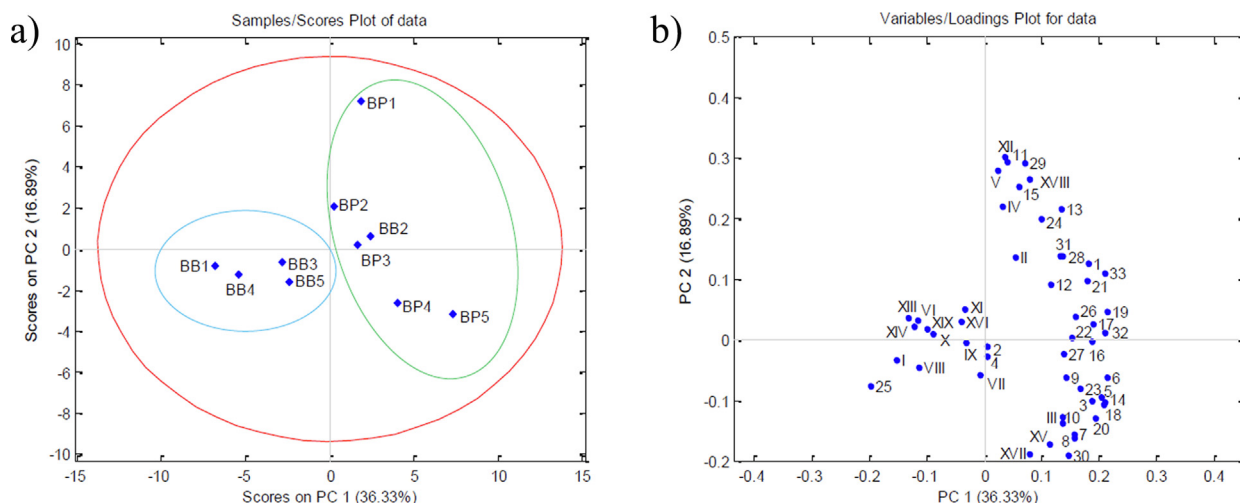 a)
Samples/Scores Plot of data
Scores on PC 2 (16.89%)
10
8
6
4
2
0
-2
-4
-6
-8
-10
BP1
BP2
BB2
BP3
BB1
BB3
BB4
BB5
BP4
BP5
-15
-10
-5
0
5
10
15
Scores on PC 1 (36.33%)
b)
Variables/Loadings Plot for data
PC 2 (16.89%)
0.5
0.4
0.3
0.2
0.1
0
-0.1
-0.2
XII
11
29
V
XVIII
15
IV
13
24
31
II
28
1
33
12
21
XIII
VI
XI
26
19
XIV
XIX
XVI
17
22
32
X
IX
2
16
I
4
27
VIII
VII
9
6
25
23
5
3
14
III
10
18
20
XV
7
8
XVII
30
-0.4
-0.3
-0.2
-0.1
0
0.1
0.2
0.3
0.4
PC 1 (36.33%)